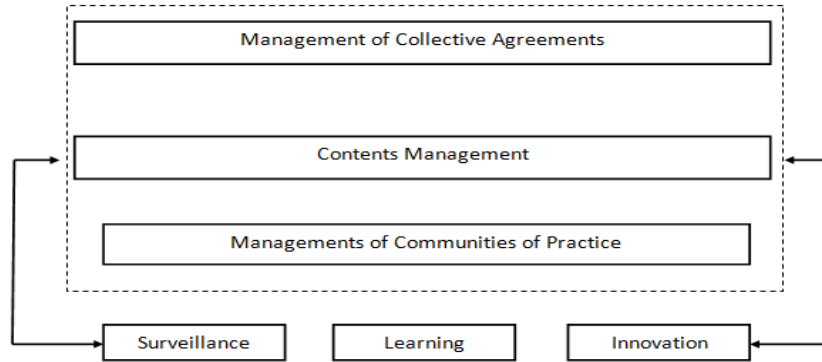 Management of Collective Agreements
Contents Management
Managements of Communities of Practice
Surveillance
Learning
Innovation